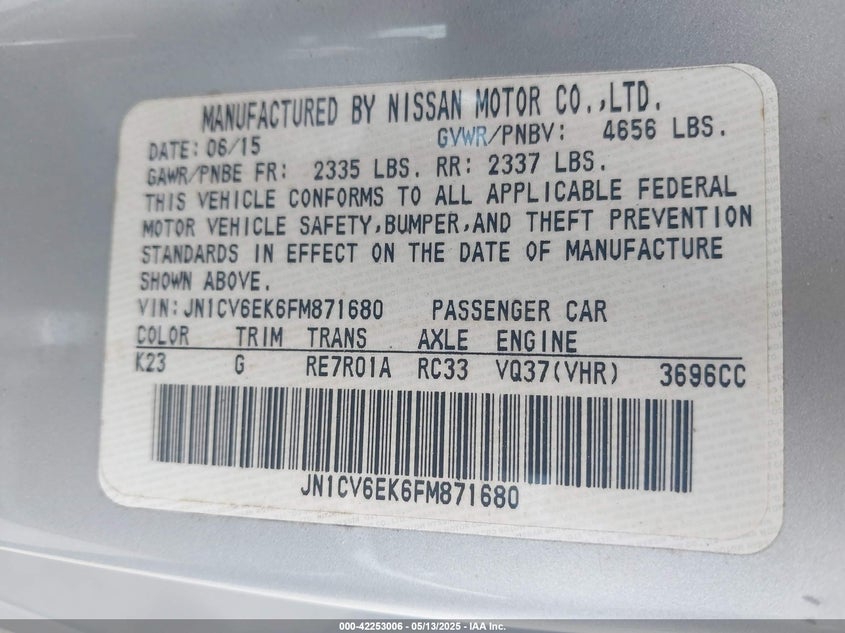 MANUFACTURED BY NISSAN MOTOR CO.,LTD.
DATE: 06/15 GVWR/PNBV: 4656 LBS.
GAWR/PNBE FR: 2335 LBS. RR: 2337 LBS.
THIS VEHICLE CONFORMS TO ALL APPLICABLE FEDERAL
MOTOR VEHICLE SAFETY,BUMPER,AND THEFT PREVENTION
STANDARDS IN EFFECT ON THE DATE OF MANUFACTURE
SHOWN ABOVE.
VIN: JN1CV6EK6FM871680 PASSENGER CAR
COLOR TRIM TRANS AXLE ENGINE
K23 G RE7R01A RC33 VQ37(VHR) 3696CC
JN1CV6EK6FM871680
000-42253006 - 05/13/2025 - IAA Inc.